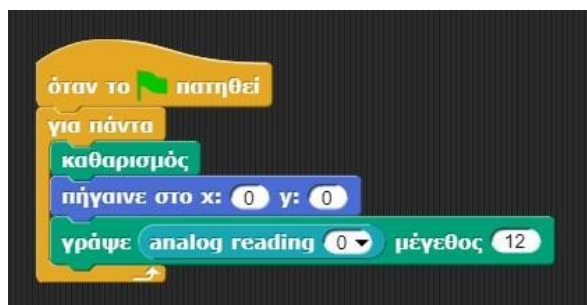 όταν το πατηθεί
για πάντα
καθαρισμός
πήγαινε στο x: 0 y: 0
γράψε analog reading 0 μέγεθος 12